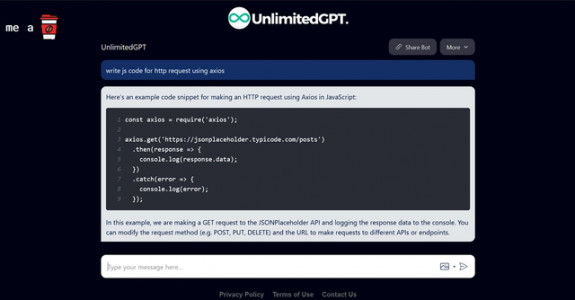 me a
UnlimitedGPT.
UnlimitedGPT
Share Bot
More
write js code for http request using axios
Here's an example code snippet for making an HTTP request using Axios in JavaScript:
1 const axios = require('axios');
2
3 axios.get('https://jsonplaceholder.typicode.com/posts')
4 .then(response => {
5 console.log(response.data);
6 })
7 .catch(error => {
8 console.log(error);
9 });
In this example, we are making a GET request to the JSONPlaceholder API and logging the response data to the console. You
can modify the request method (e.g. POST, PUT, DELETE) and the URL to make requests to different APIs or endpoints.
Type your message here...
Privacy Policy Terms of Use Contact Us